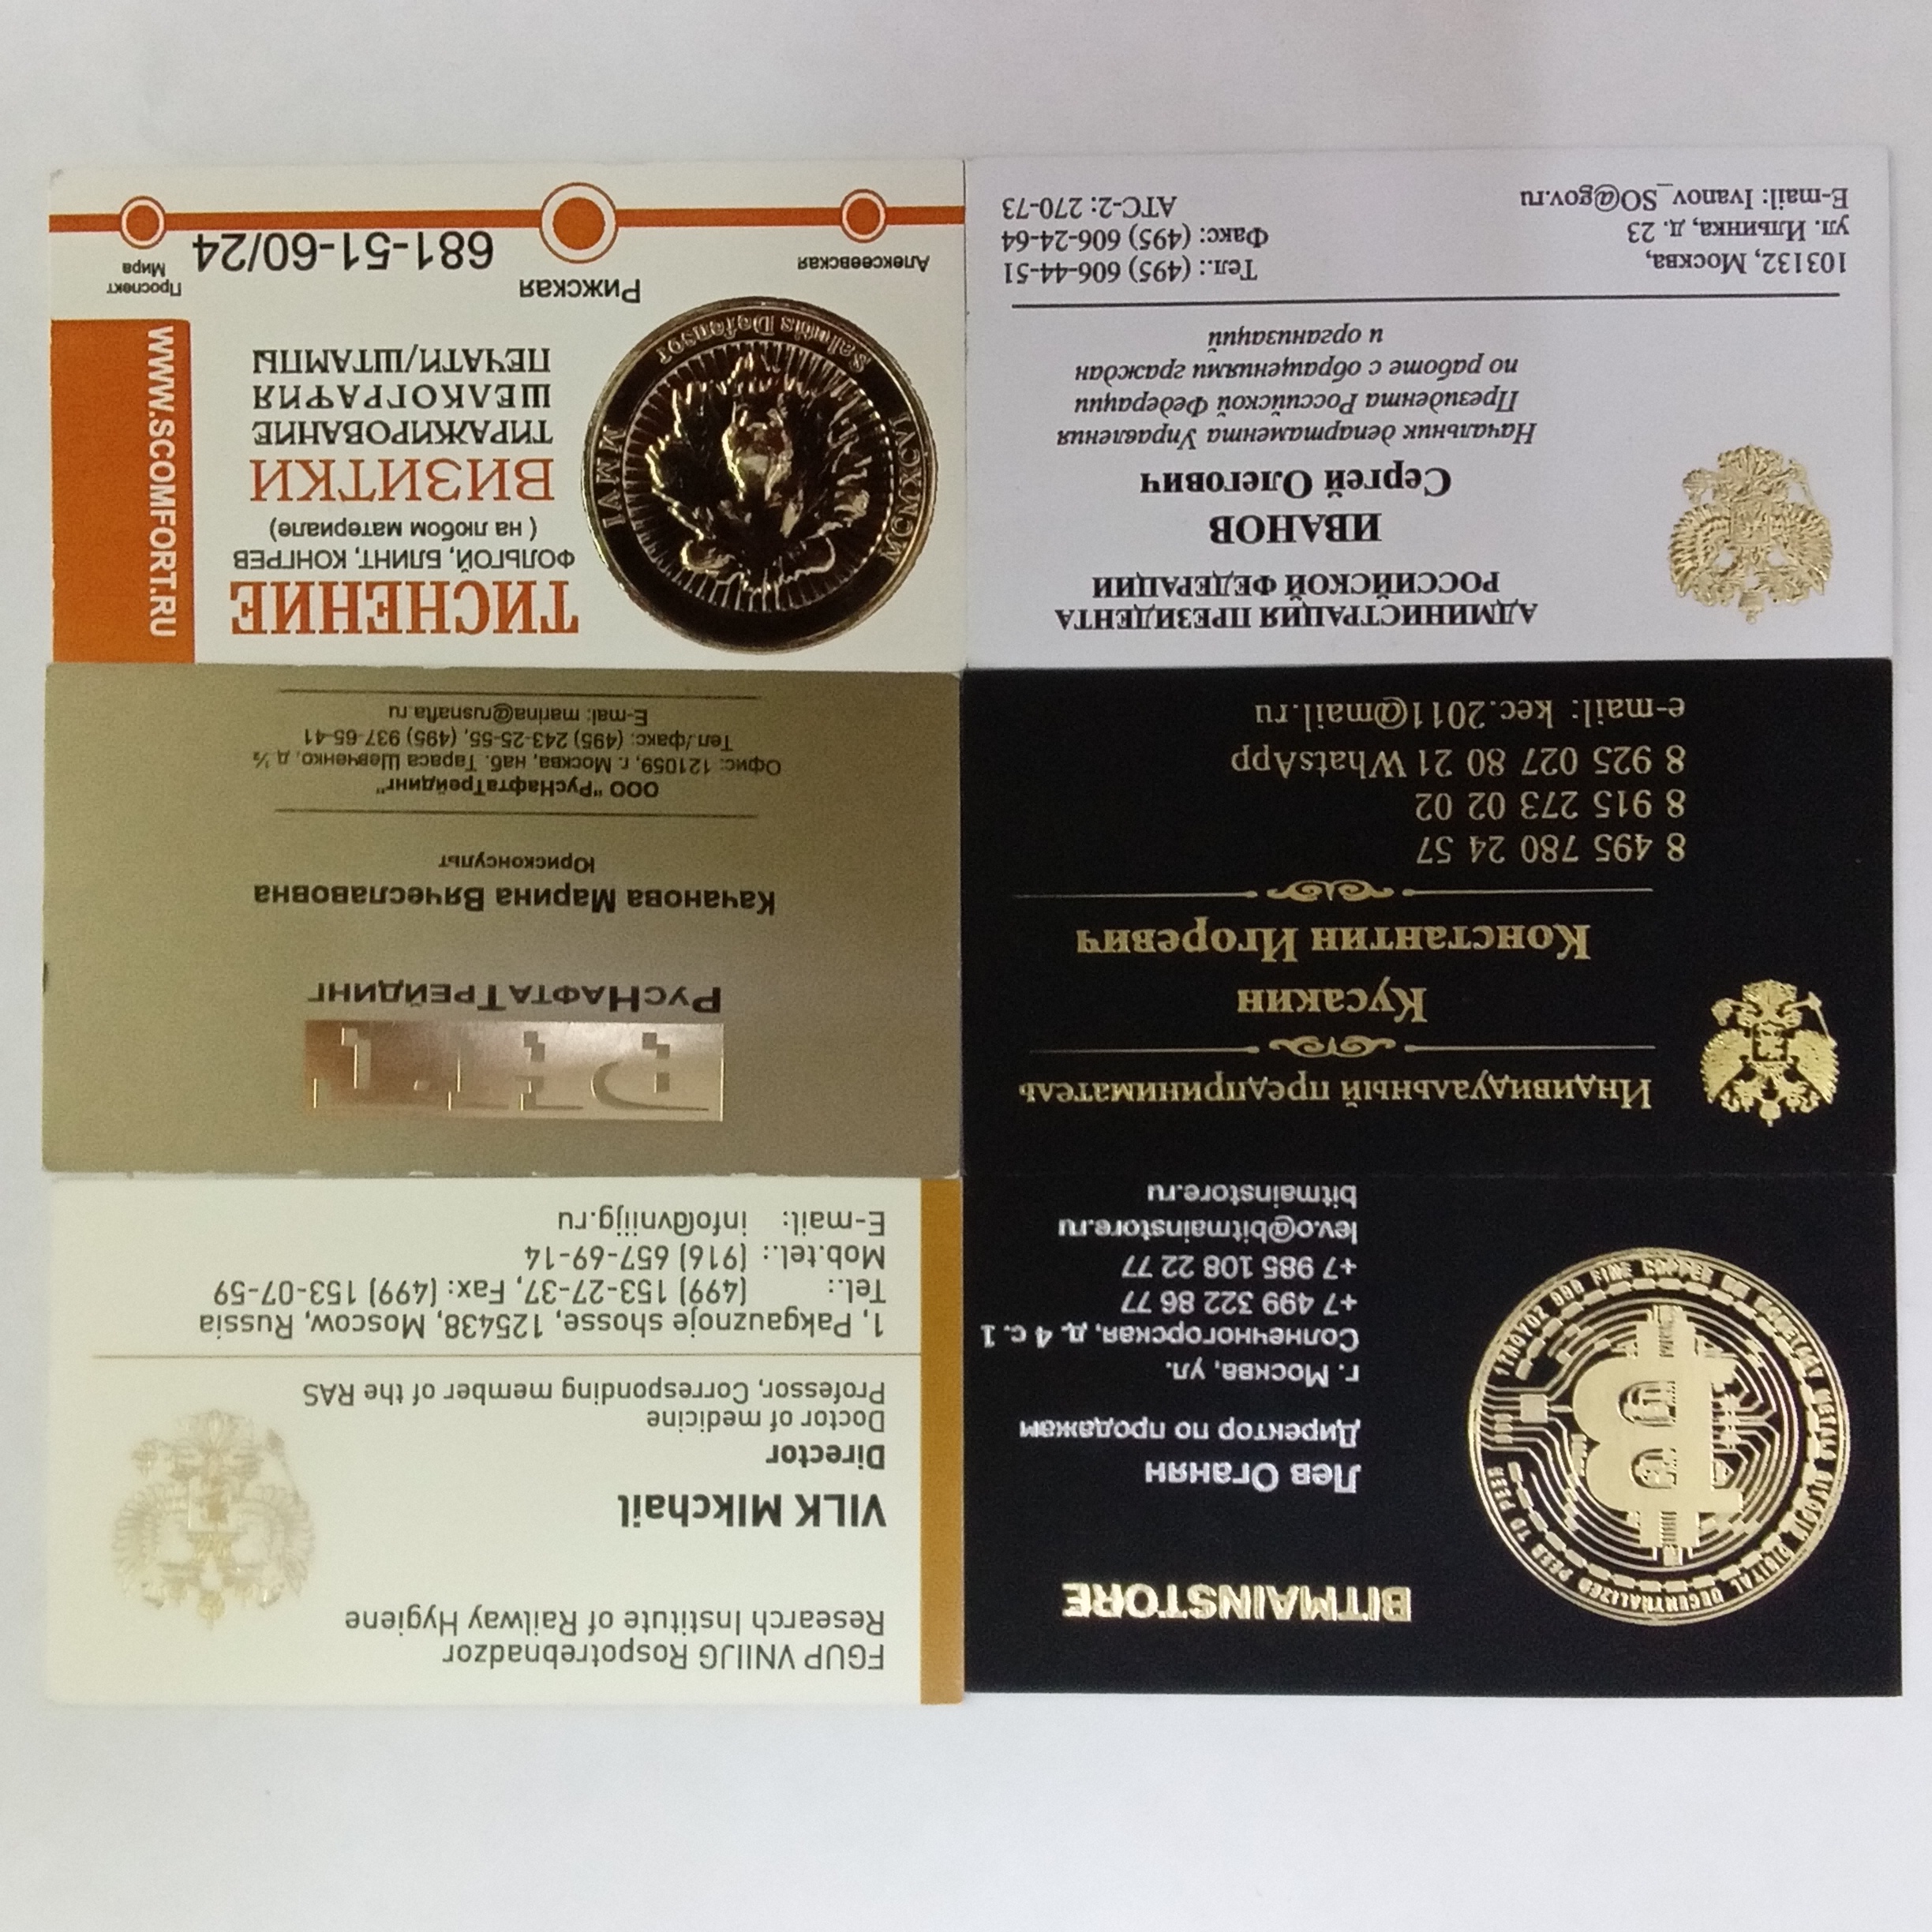 BITMAINSTORE
Лев Оганян
Директор по продажам
г. Москва, ул.
Солнечногорская, д. 4 с. 1
+7 499 322 86 77
+7 985 108 22 77
lev.o@bitmainstore.ru
bitmainstore.ru
DIGITAL DECENTRALIZED PEER TO PEER
FGUP VNIIJG Rospotrebnadzor
Research Institute of Railway Hygiene
VILK MIkchail
Director
Doctor of medicine
Professor, Corresponding member of the RAS
1, Pakgauznoje shosse, 125438, Moscow, Russia
Tel.: (499) 153-27-37, Fax: (499) 153-07-59
Mob.tel.: (916) 657-69-14
E-mail: info@vniijg.ru
Индивидуальный предприниматель
Кусакин
Константин Игоревич
8 495 780 24 57
8 915 273 02 02
8 925 027 80 21 WhatsApp
e-mail: kec.2011@mail.ru
РНТ
РусНафтаТрейдинг
Качанова Марина Вячеславовна
Юрисконсульт
ООО "РусНафтаТрейдинг"
Офис: 121059, г. Москва, наб. Тараса Шевченко, д.½
Тел./факс: (495) 243-25-55, (495) 937-65-41
E-mai: marina@rusnafta.ru
АДМИНИСТРАЦИЯ ПРЕЗИДЕНТА
РОССИЙСКОЙ ФЕДЕРАЦИИ
ИВАНОВ
Сергей Олегович
Начальник департамента Управления
Президента Российской Федерации
по работе с обращениями граждан
и организаций
103132, Москва,
ул. Ильинка, д. 23
E-mail: Ivanov_SO@gov.ru
Тел.: (495) 606-44-51
Факс: (495) 606-24-64
АТС-2: 270-73
ТИСНЕНИЕ
ФОЛЬГОЙ, БЛИНТ, КОНГРЕВ
( на любом материале)
ВИЗИТКИ
ТИРАЖИРОВАНИЕ
ШЕЛКОГРАФИЯ
ПЕЧАТИ/ШТАМПЫ
WWW.SCOMFORT.RU
MCMXCVI
Salutis Defensor
Алексеевская
Рижская
681-51-60/24
Проспект
Мира